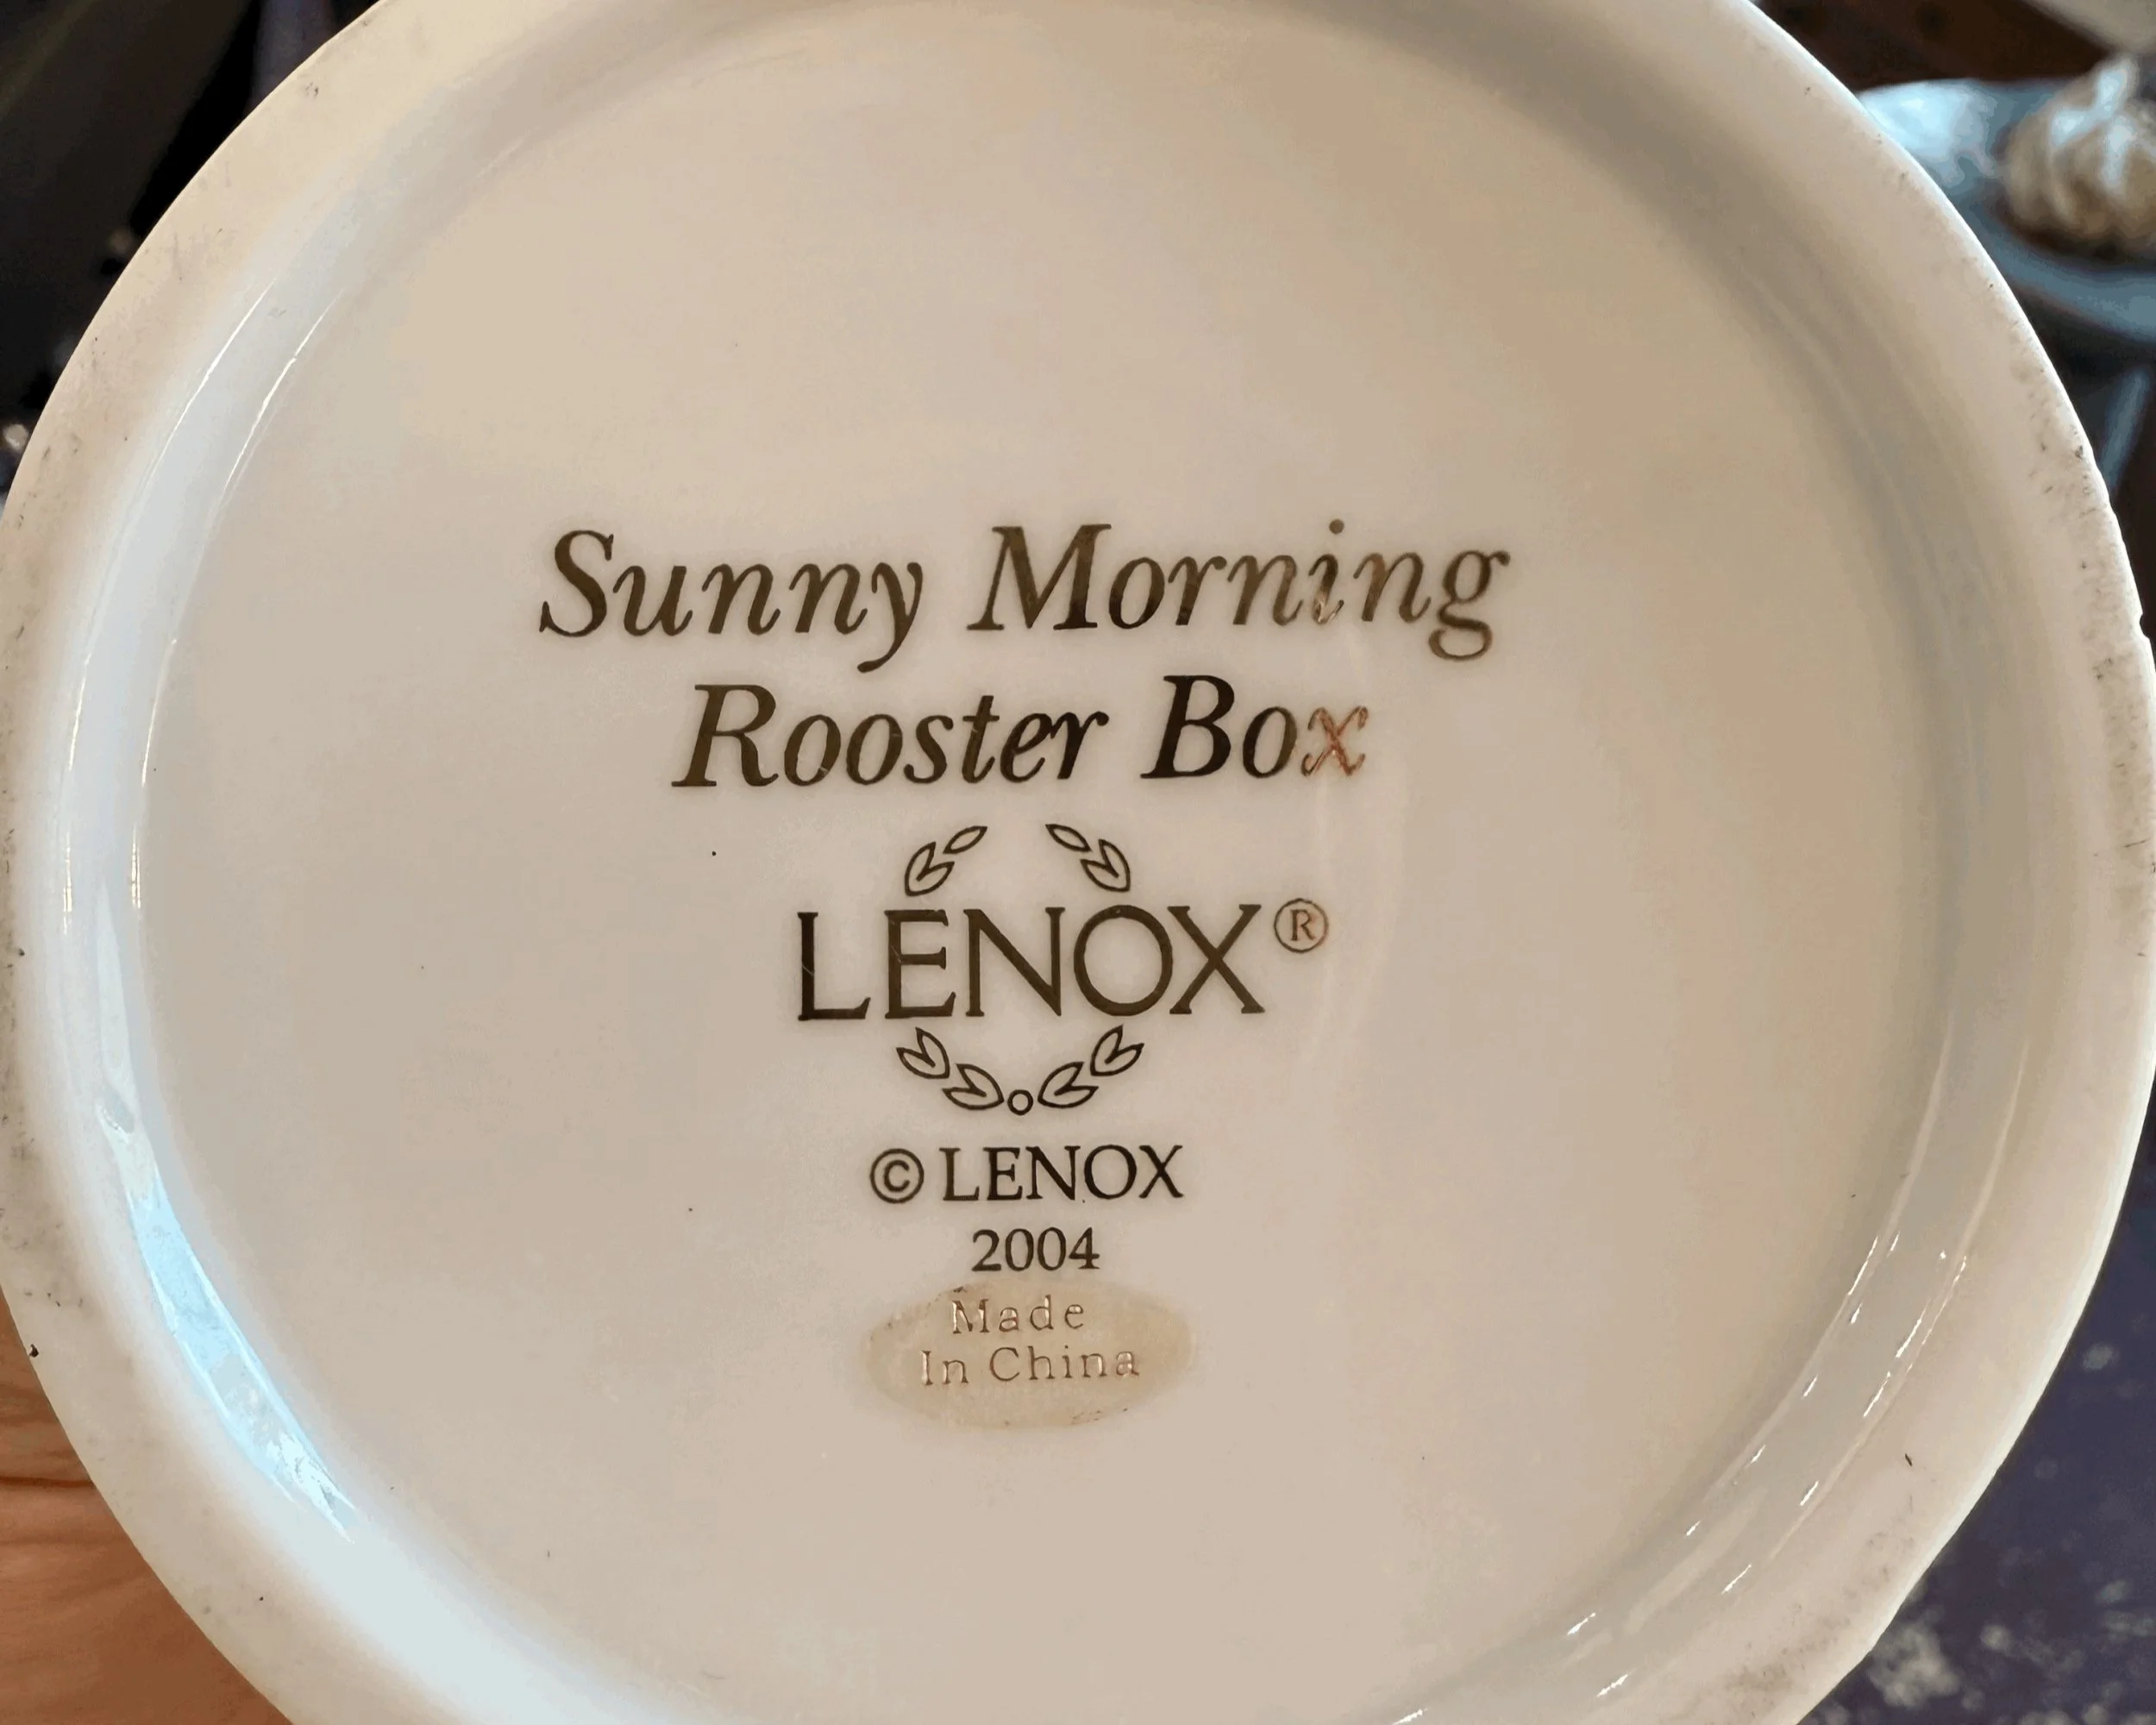 Sunny Morning
Rooster Box
LENOX®
© LENOX
2004
Made
In China